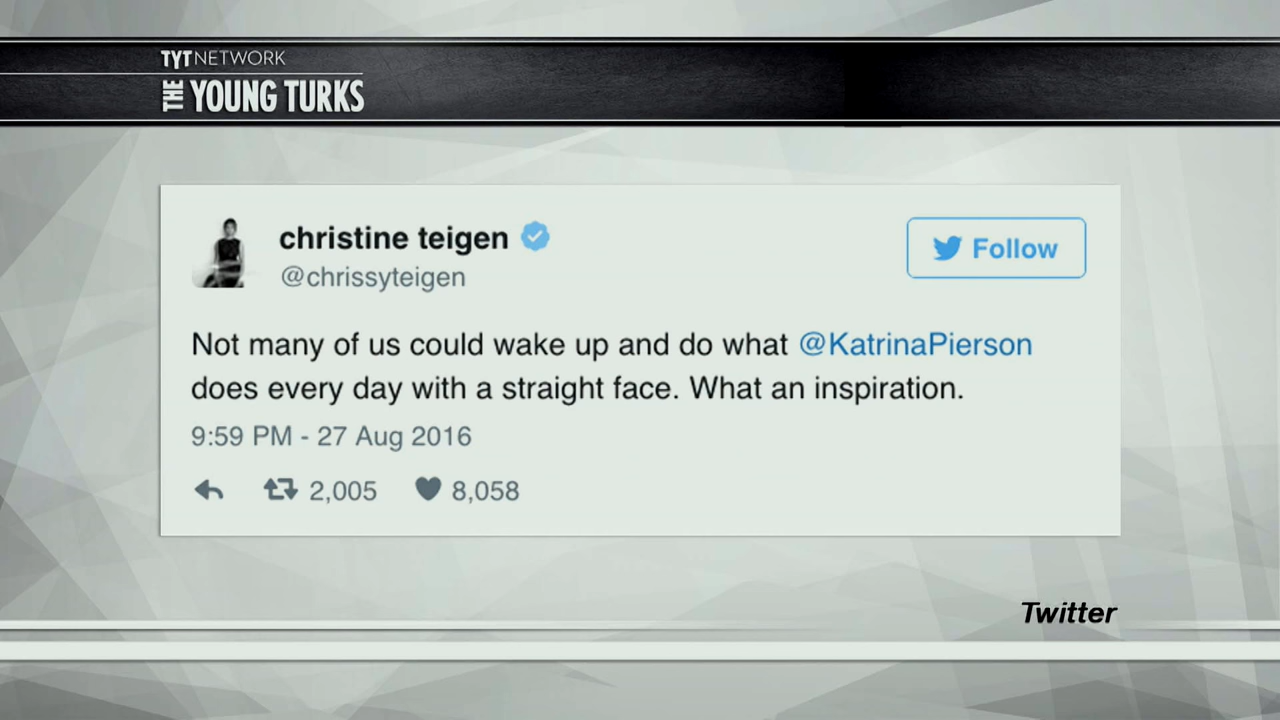 TYT NETWORK
THE YOUNG TURKS
christine teigen
@chrissyteigen
Follow
Not many of us could wake up and do what @KatrinaPierson
does every day with a straight face. What an inspiration.
9:59 PM - 27 Aug 2016
2,005 8,058
Twitter